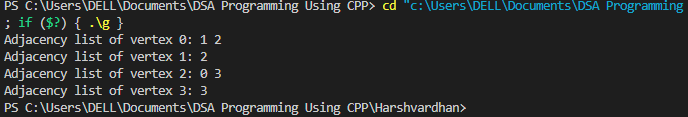 PS C:\Users\DELL\Documents\DSA Programming Using CPP> cd "c:\Users\DELL\Documents\DSA Programming
; if ($?) { .\g }
Adjacency list of vertex 0: 1 2
Adjacency list of vertex 1: 2
Adjacency list of vertex 2: 0 3
Adjacency list of vertex 3: 3
PS C:\Users\DELL\Documents\DSA Programming Using CPP\Harshvardhan>